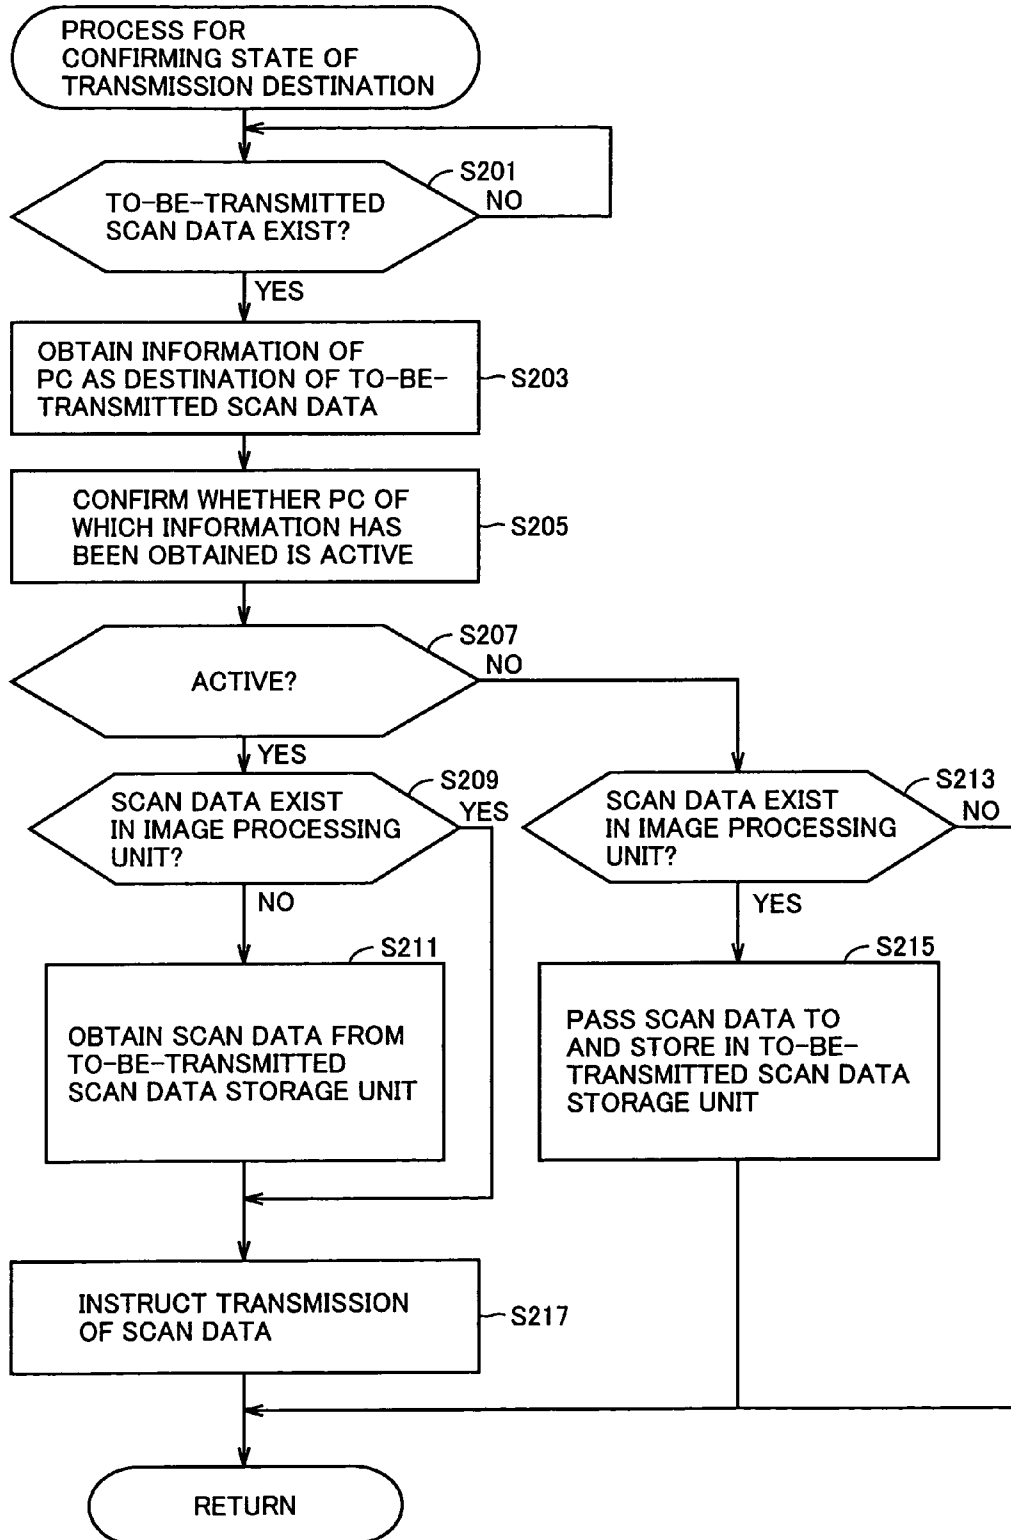 PROCESS FOR
CONFIRMING STATE OF
TRANSMISSION DESTINATION
S201
TO-BE-TRANSMITTED
SCAN DATA EXIST?
NO
YES
OBTAIN INFORMATION OF
PC AS DESTINATION OF TO-BE-
TRANSMITTED SCAN DATA
S203
CONFIRM WHETHER PC OF
WHICH INFORMATION HAS
BEEN OBTAINED IS ACTIVE
S205
S207
ACTIVE?
NO
YES
S209
SCAN DATA EXIST
IN IMAGE PROCESSING
UNIT?
YES
NO
S213
SCAN DATA EXIST
IN IMAGE PROCESSING
UNIT?
NO
YES
S211
OBTAIN SCAN DATA FROM
TO-BE-TRANSMITTED
SCAN DATA STORAGE UNIT
S215
PASS SCAN DATA TO
AND STORE IN TO-BE-
TRANSMITTED SCAN DATA
STORAGE UNIT
INSTRUCT TRANSMISSION
OF SCAN DATA
S217
RETURN